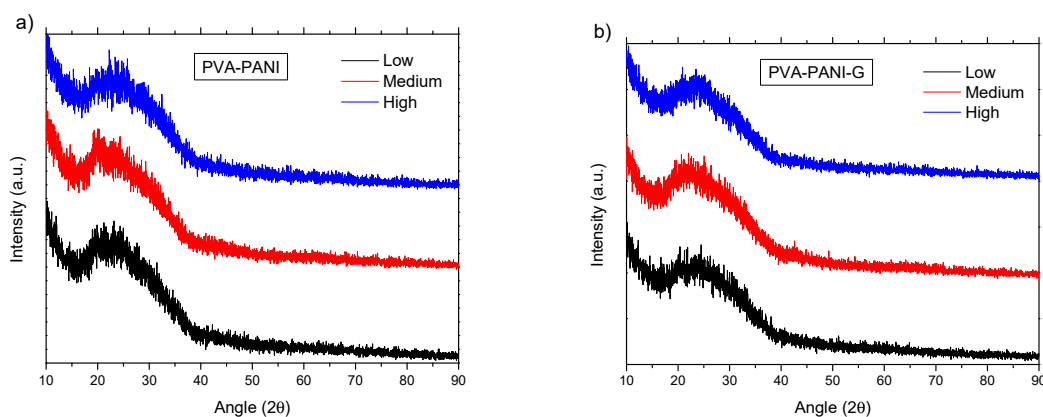 a)
PVA-PANI
Low
Medium
High
Intensity (a.u.)
10 20 30 40 50 60 70 80 90
Angle (2θ)
b)
PVA-PANI-G
Low
Medium
High
Intensity (a.u.)
10 20 30 40 50 60 70 80 90
Angle (2θ)